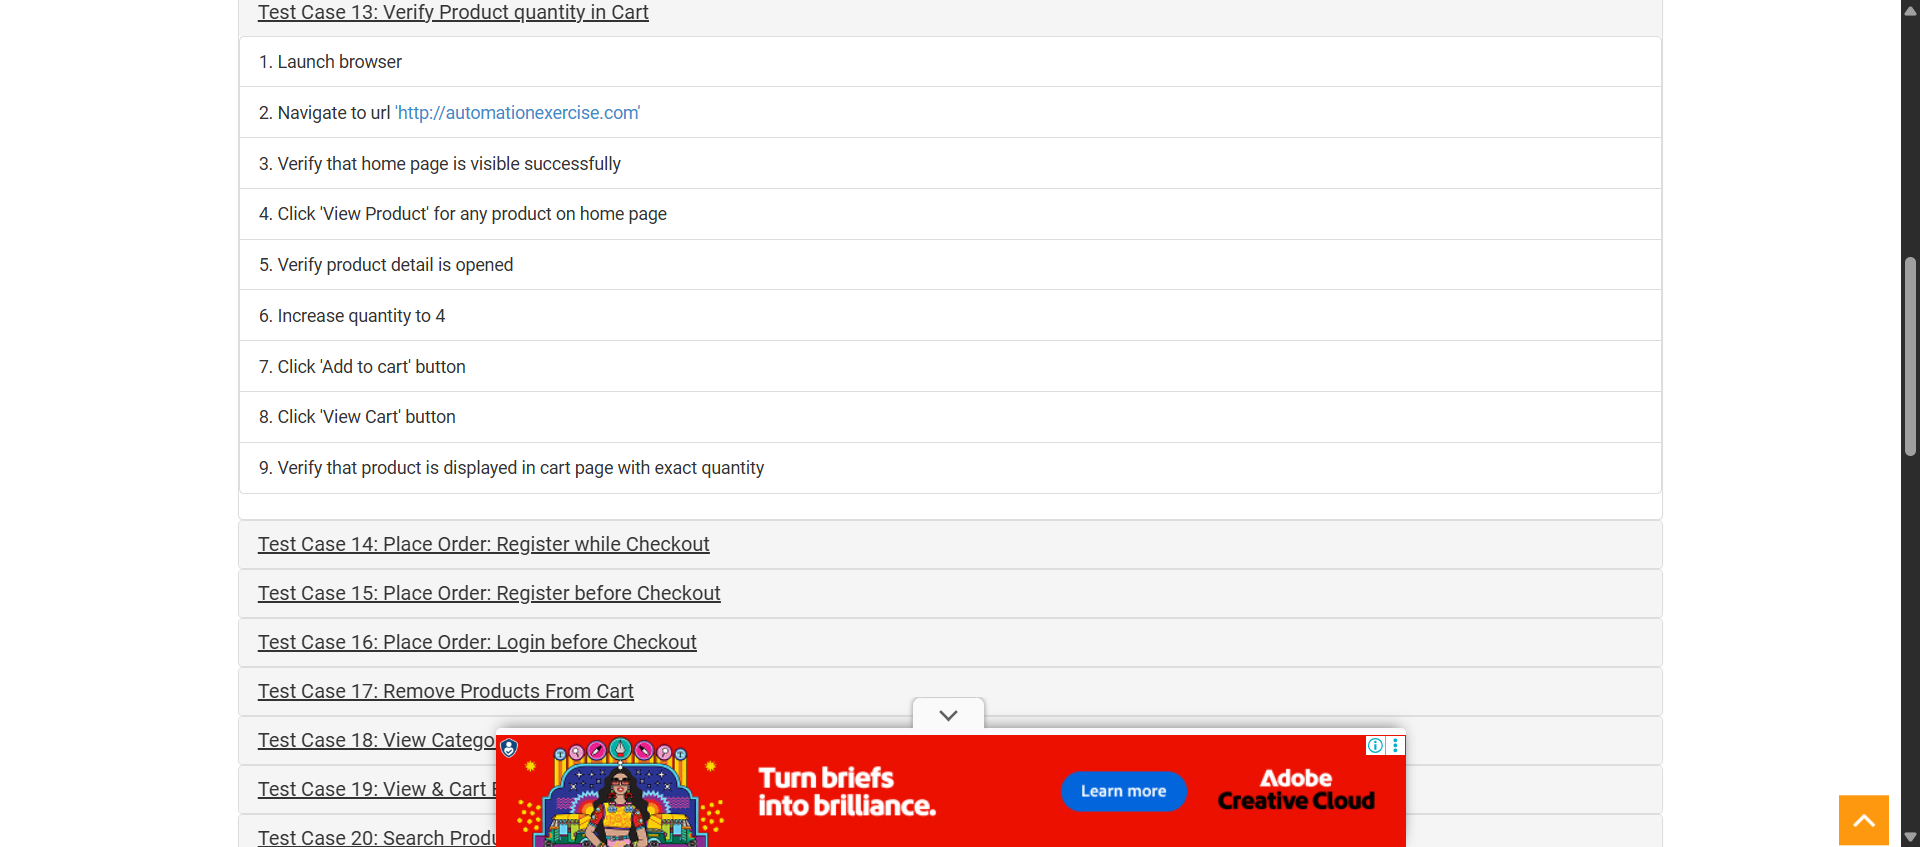 Test Case 13: Verify Product quantity in Cart
1. Launch browser
2. Navigate to url 'http://automationexercise.com'
3. Verify that home page is visible successfully
4. Click 'View Product' for any product on home page
5. Verify product detail is opened
6. Increase quantity to 4
7. Click 'Add to cart' button
8. Click 'View Cart' button
9. Verify that product is displayed in cart page with exact quantity
Test Case 14: Place Order: Register while Checkout
Test Case 15: Place Order: Register before Checkout
Test Case 16: Place Order: Login before Checkout
Test Case 17: Remove Products From Cart
Test Case 18: View Catego
Test Case 19: View & Cart
Test Case 20: Search Produ
Turn briefs
into brilliance.
Learn more
Adobe
Creative Cloud